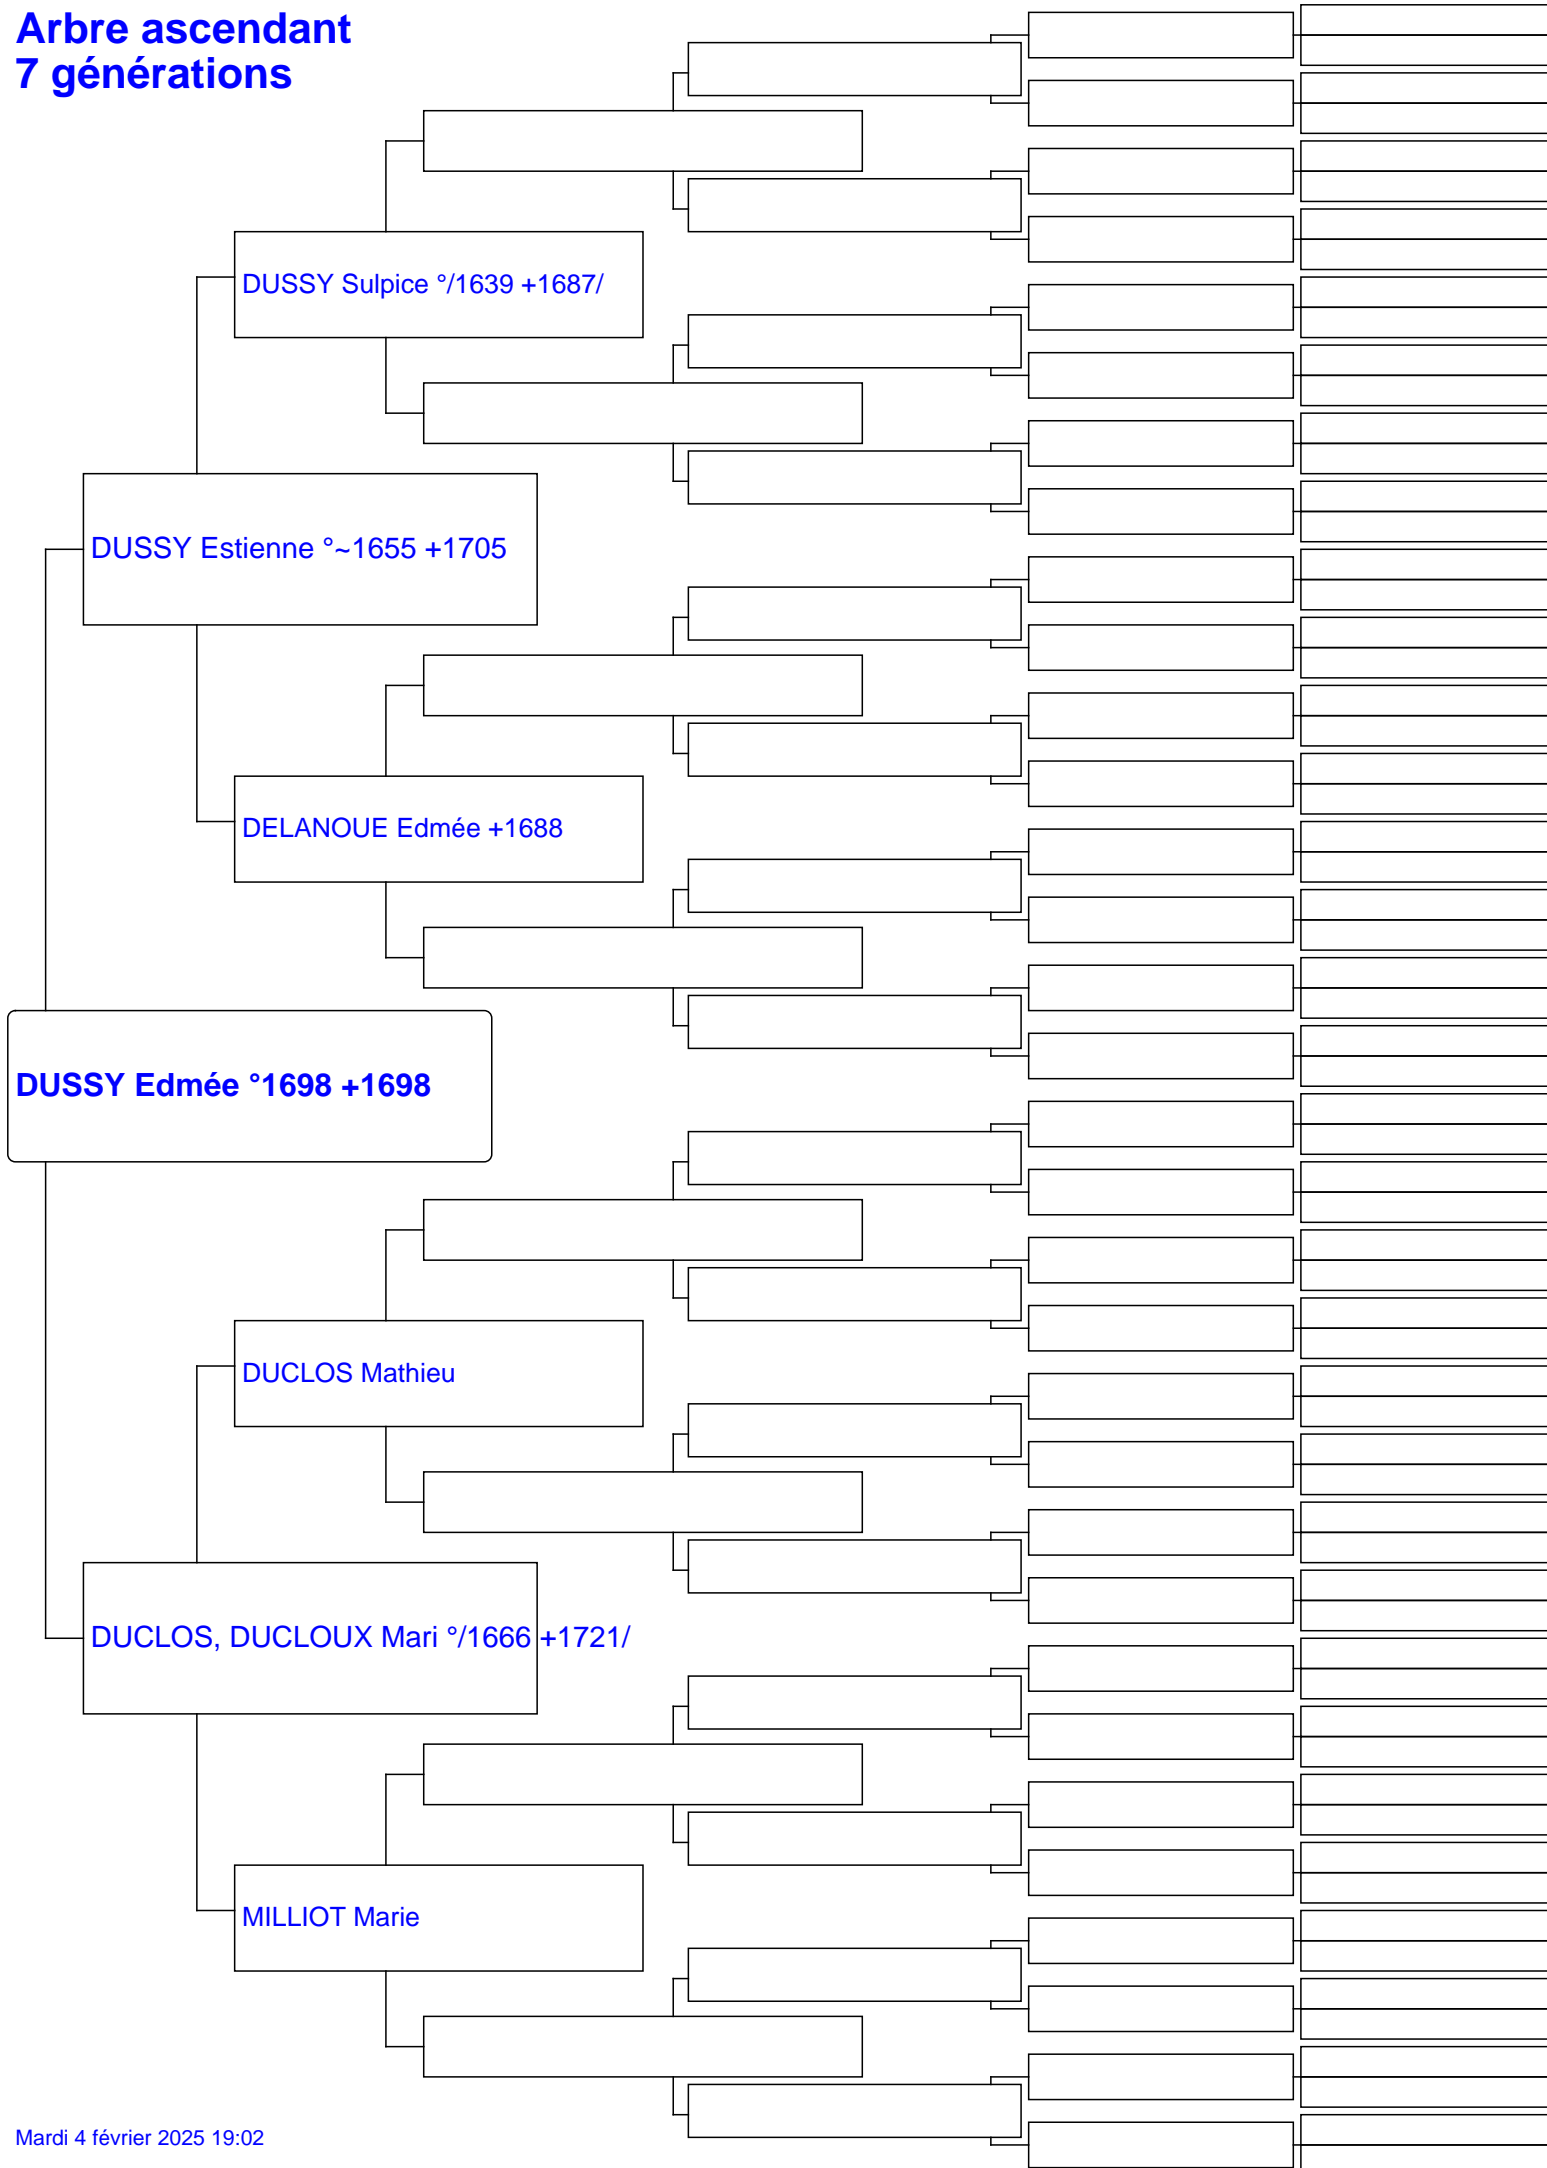 Arbre ascendant
7 générations
DUSSY Sulpice °/1639 +1687/
DUSSY Estienne °~1655 +1705
DELANOUE Edmée +1688
DUSSY Edmée °1698 +1698
DUCLOS Mathieu
DUCLOS, DUCLOUX Mari °/1666 +1721/
MILLIOT Marie
Mardi 4 février 2025 19:02